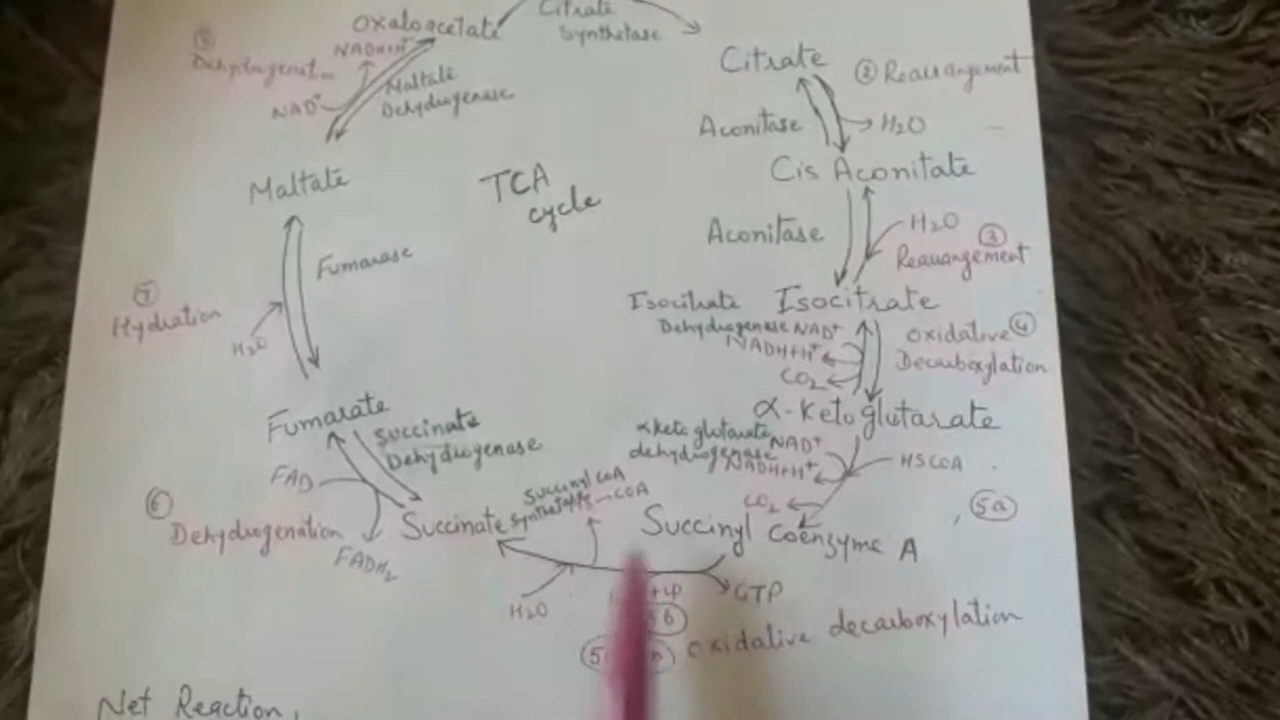 Citrate
Synthetase
Oxaloacetate
NADH+H+
8
NAD+
Maltate
Dehydrogenase
Maltate
TCA
cycle
Citrate
2 Rearrangement
Aconitase
H2O
Cis Aconitate
Aconitase
H2O
3
Rearrangement
Isocitrate Isocitrate
Dehydrogenase NAD+
NADH+H+
CO2
Oxidative 4
Decarboxylation
α-Ketoglutarate
αketoglutarate
dehydrogenase
NAD+
NADH+H+
HSCOA
CO2
5a
Succinyl Coenzyme A
Fumarase
7
Hydration
H2O
Fumarate
Succinate
Dehydrogenase
FAD
6
Dehydrogenation
FADH2
Succinate
Succinyl CoA
COA
H2O
GTP
oxidative decarboxylation
Net Reaction,